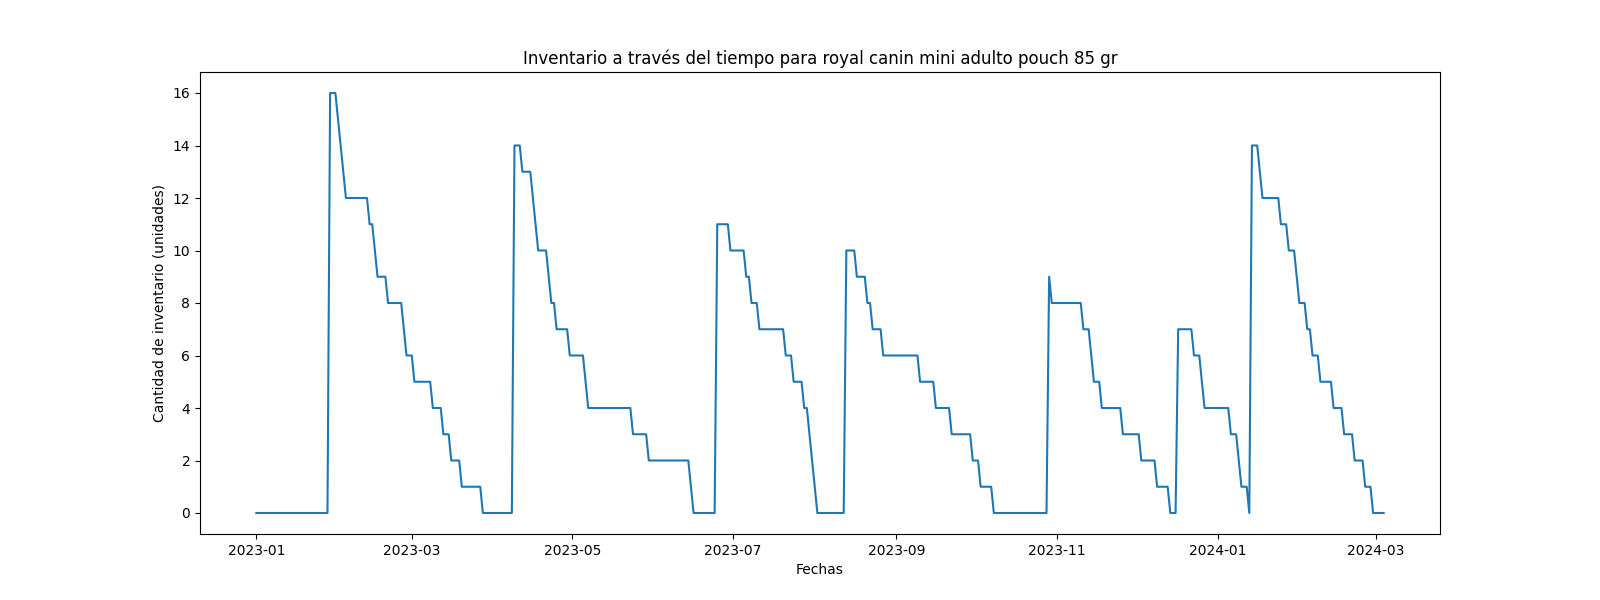 Inventario a través del tiempo para royal canin mini adulto pouch 85 gr
Cantidad de inventario (unidades)
16
14
12
10
8
6
4
2
0
2023-01 2023-03 2023-05 2023-07 2023-09 2023-11 2024-01 2024-03
Fechas